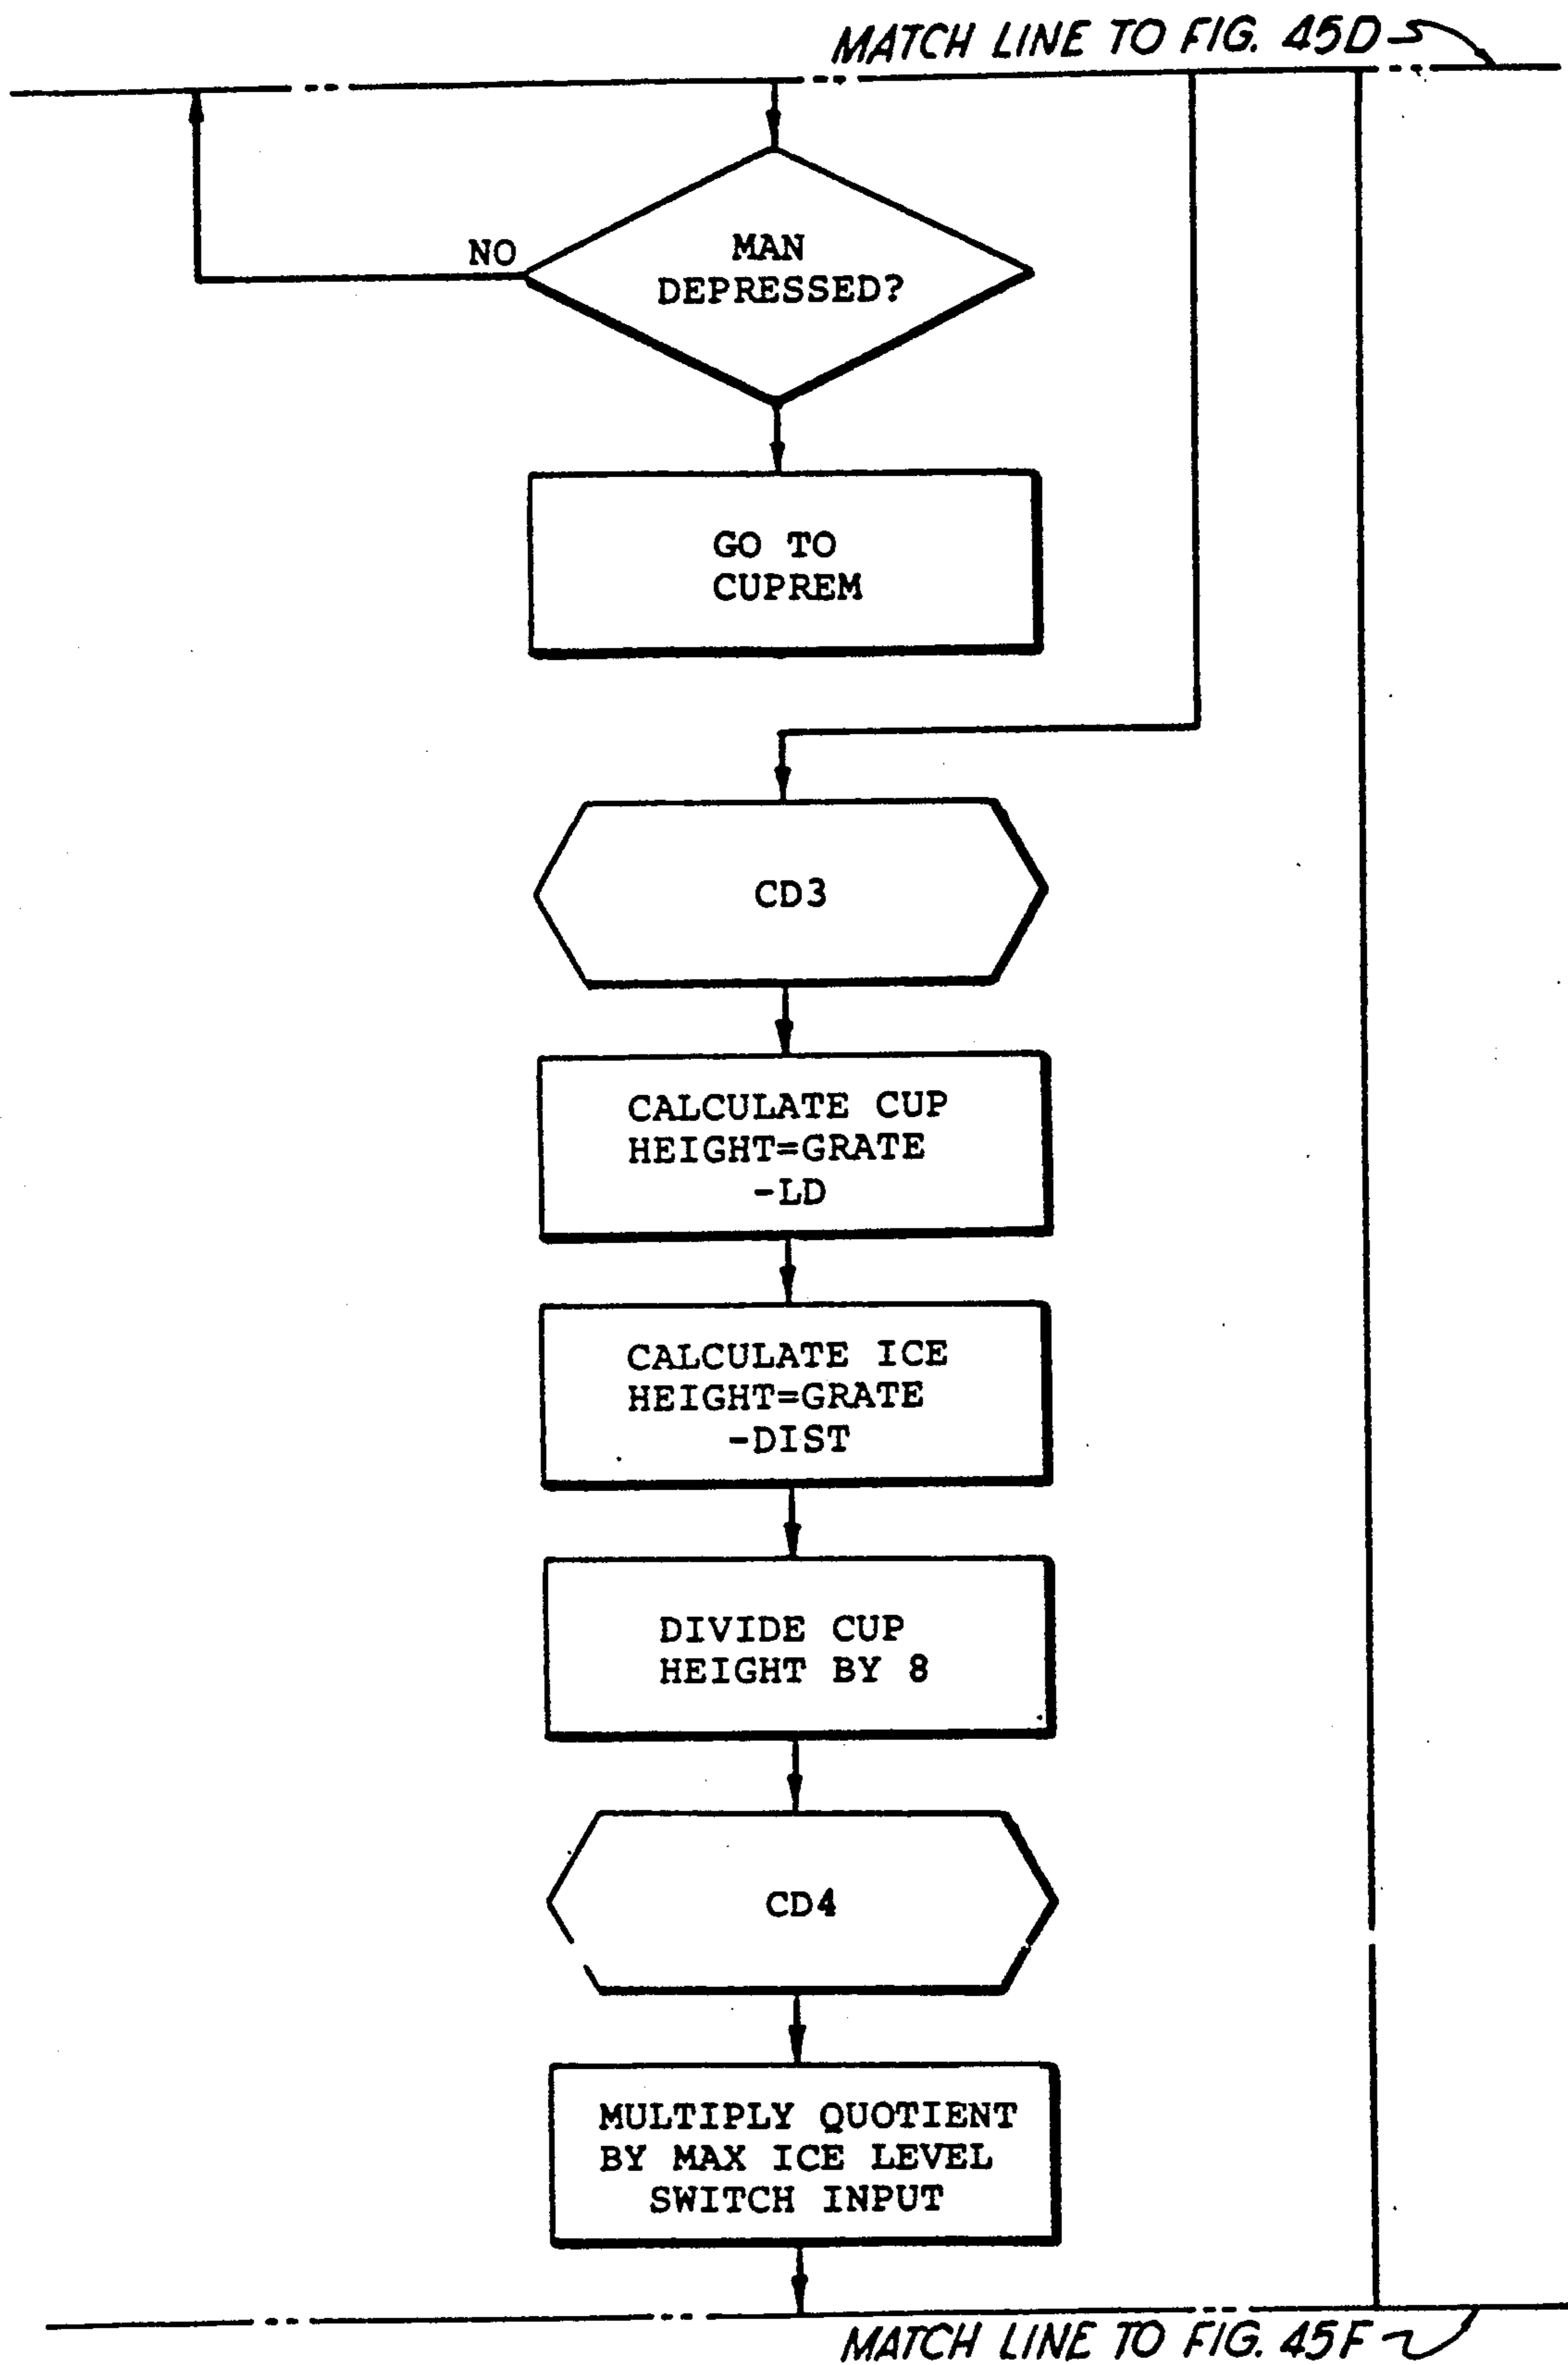 MATCH LINE TO FIG. 45D
NO
MAN
DEPRESSED?
GO TO
CUPREM
CD3
CALCULATE CUP
HEIGHT=GRATE
-LD
CALCULATE ICE
HEIGHT=GRATE
-DIST
DIVIDE CUP
HEIGHT BY 8
CD4
MULTIPLY QUOTIENT
BY MAX ICE LEVEL
SWITCH INPUT
MATCH LINE TO FIG. 45F